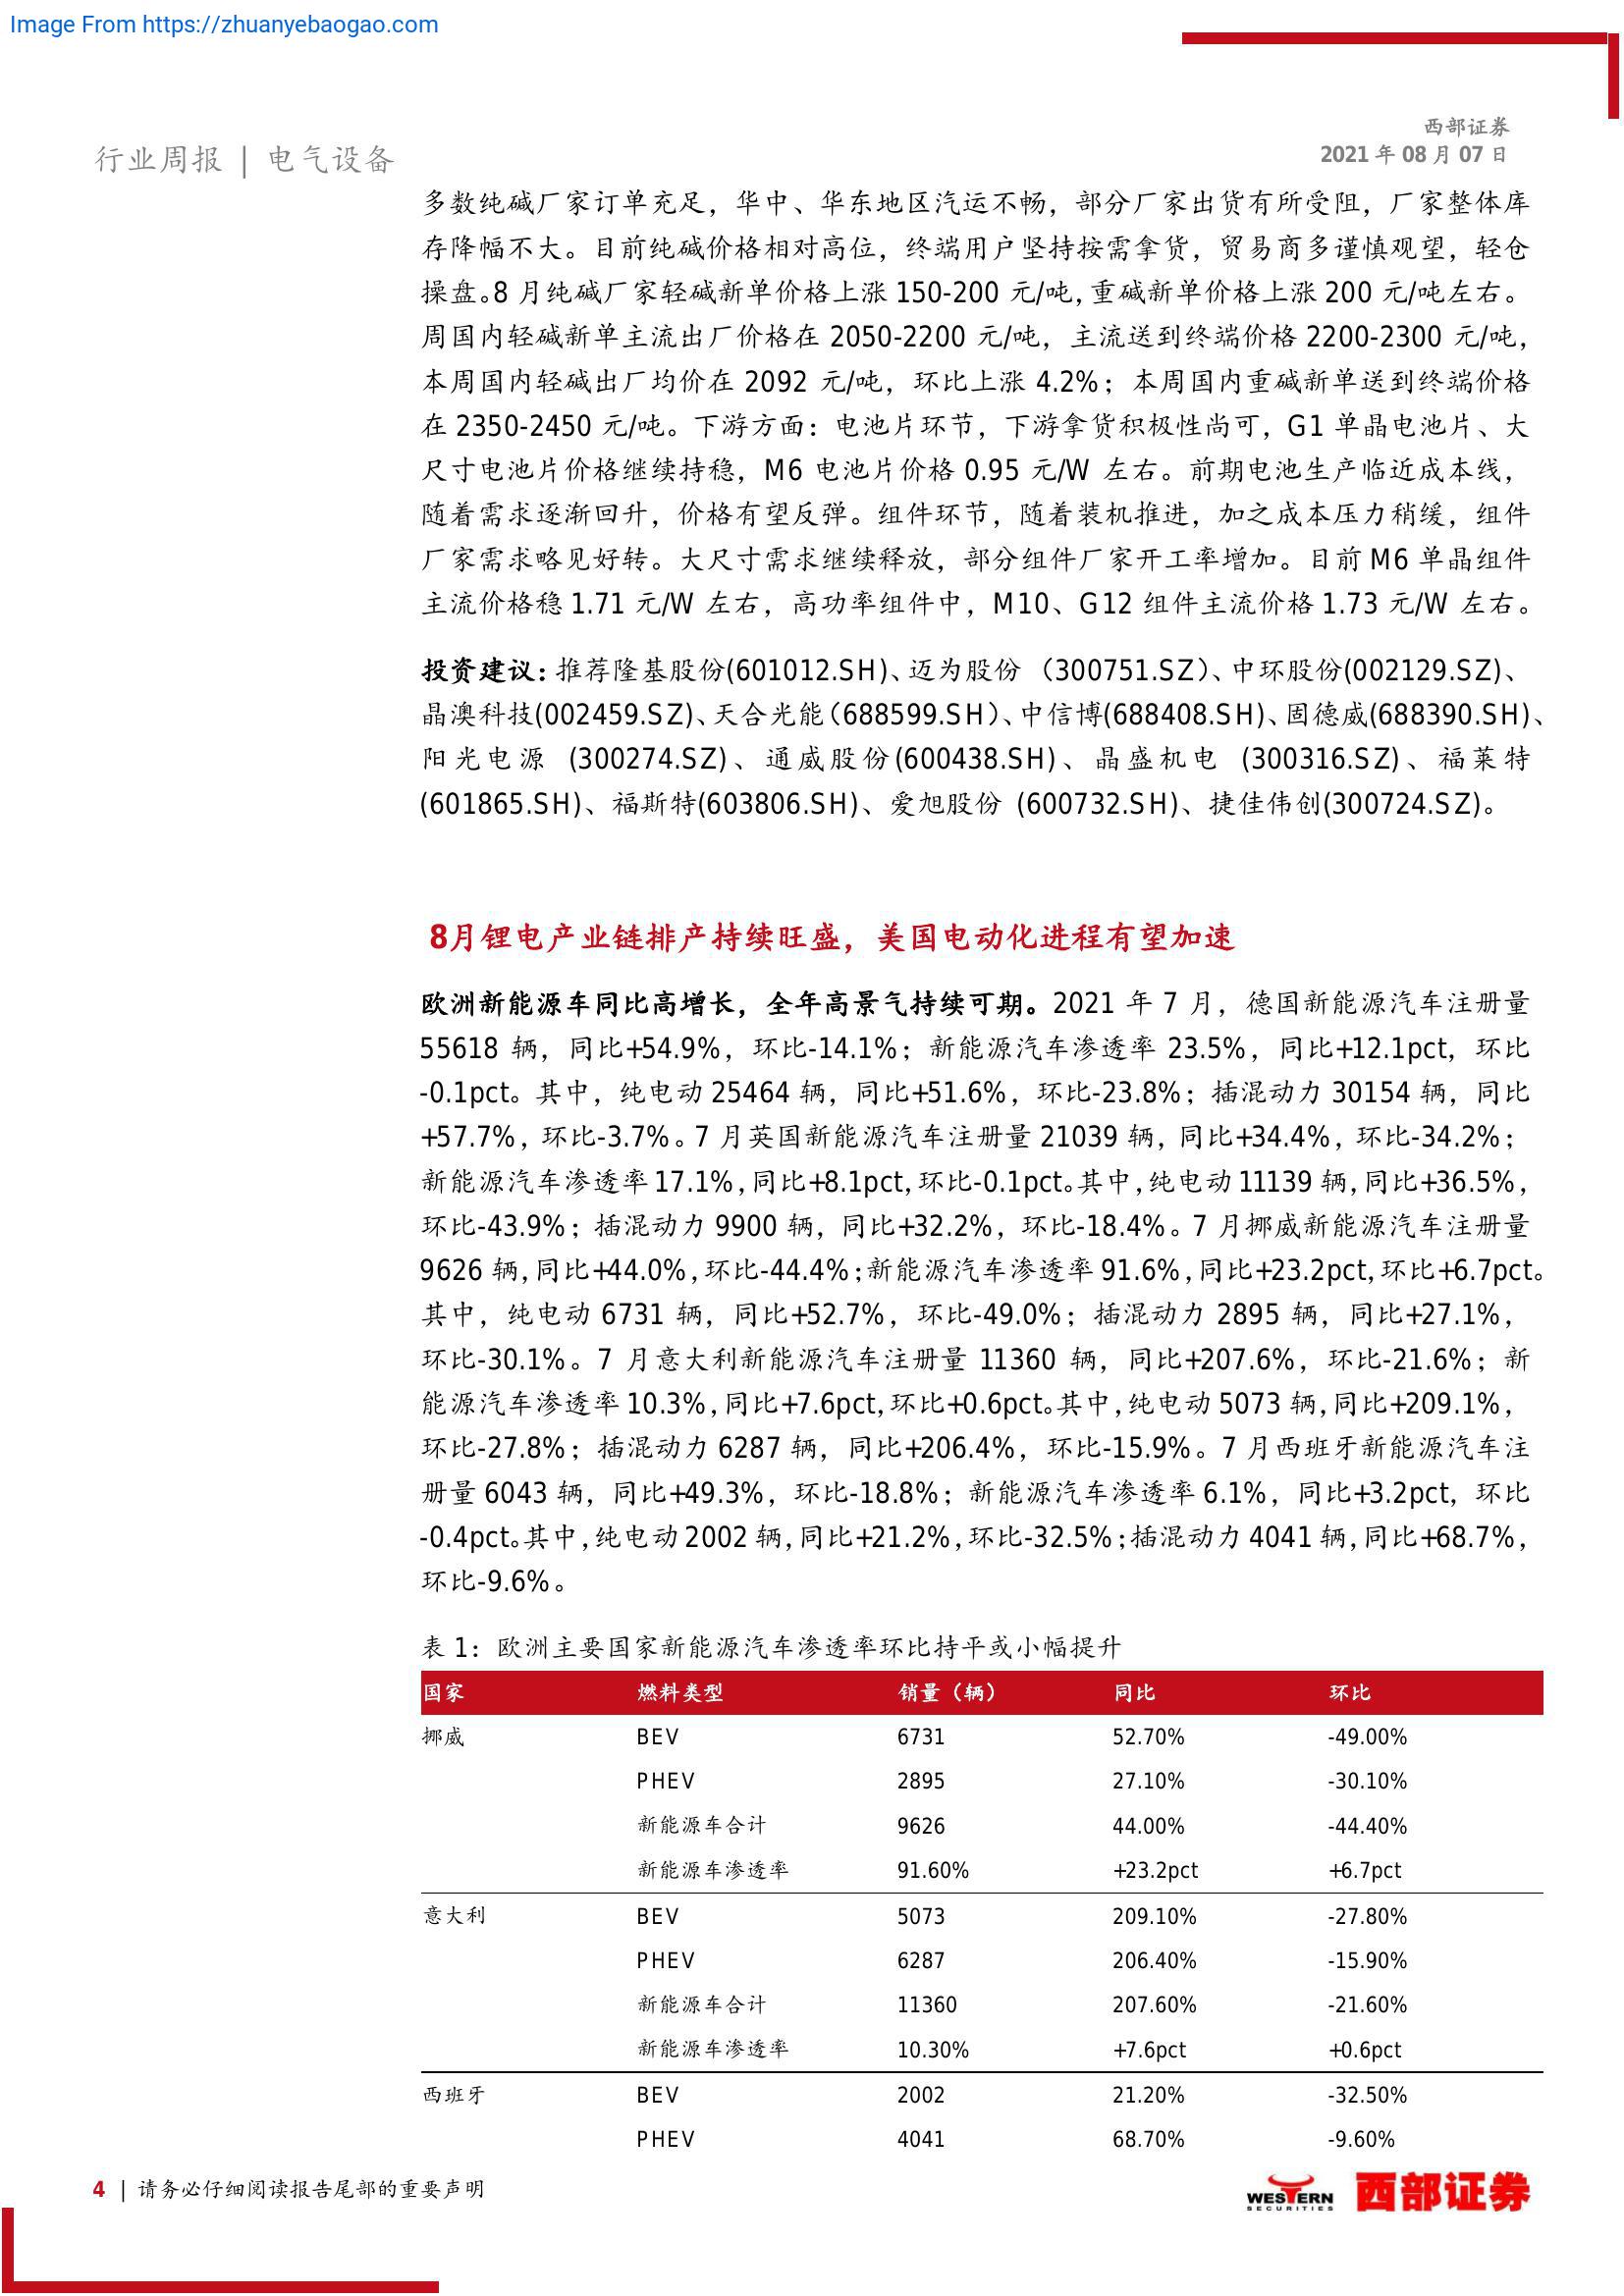 Image From https://zhuanyebaogao.com
西部证券
2021 年 08 月 07 日
行业周报 | 电气设备
多数纯碱厂家订单充足，华中、华东地区汽运不畅，部分厂家出货有所受阻，厂家整体库
存降幅不大。目前纯碱价格相对高位，终端用户坚持按需拿货，贸易商多谨慎观望，轻仓
操盘。8 月纯碱厂家轻碱新单价格上涨 150-200 元/吨，重碱新单价格上涨 200 元/吨左右。
周国内轻碱新单主流出厂价格在 2050-2200 元/吨，主流送到终端价格 2200-2300 元/吨，
本周国内轻碱出厂均价在 2092 元/吨，环比上涨 4.2%；本周国内重碱新单送到终端价格
在 2350-2450 元/吨。下游方面：电池片环节，下游拿货积极性尚可，G1 单晶电池片、大
尺寸电池片价格继续持稳，M6 电池片价格 0.95 元/W 左右。前期电池生产临近成本线，
随着需求逐渐回升，价格有望反弹。组件环节，随着装机推进，加之成本压力稍缓，组件
厂家需求略见好转。大尺寸需求继续释放，部分组件厂家开工率增加。目前 M6 单晶组件
主流价格稳 1.71 元/W 左右，高功率组件中，M10、G12 组件主流价格 1.73 元/W 左右。
投资建议：推荐隆基股份(601012.SH)、迈为股份（300751.SZ）、中环股份(002129.SZ)、
晶澳科技(002459.SZ)、天合光能（688599.SH）、中信博(688408.SH)、固德威(688390.SH)、
阳光电源 (300274.SZ)、通威股份(600438.SH)、晶盛机电 (300316.SZ)、福莱特
(601865.SH)、福斯特(603806.SH)、爱旭股份 (600732.SH)、捷佳伟创(300724.SZ)。
8月锂电产业链排产持续旺盛，美国电动化进程有望加速
欧洲新能源车同比高增长，全年高景气持续可期。2021 年 7 月，德国新能源汽车注册量
55618 辆，同比+54.9%，环比-14.1%；新能源汽车渗透率 23.5%，同比+12.1pct，环比
-0.1pct。其中，纯电动 25464 辆，同比+51.6%，环比-23.8%；插混动力 30154 辆，同比
+57.7%，环比-3.7%。7 月英国新能源汽车注册量 21039 辆，同比+34.4%，环比-34.2%；
新能源汽车渗透率 17.1%，同比+8.1pct，环比-0.1pct。其中，纯电动 11139 辆，同比+36.5%，
环比-43.9%；插混动力 9900 辆，同比+32.2%，环比-18.4%。7 月挪威新能源汽车注册量
9626 辆，同比+44.0%，环比-44.4%；新能源汽车渗透率 91.6%，同比+23.2pct，环比+6.7pct。
其中，纯电动 6731 辆，同比+52.7%，环比-49.0%；插混动力 2895 辆，同比+27.1%，
环比-30.1%。7 月意大利新能源汽车注册量 11360 辆，同比+207.6%，环比-21.6%；新
能源汽车渗透率 10.3%，同比+7.6pct，环比+0.6pct。其中，纯电动 5073 辆，同比+209.1%，
环比-27.8%；插混动力 6287 辆，同比+206.4%，环比-15.9%。7 月西班牙新能源汽车注
册量 6043 辆，同比+49.3%，环比-18.8%；新能源汽车渗透率 6.1%，同比+3.2pct，环比
-0.4pct。其中，纯电动 2002 辆，同比+21.2%，环比-32.5%；插混动力 4041 辆，同比+68.7%，
环比-9.6%。
表 1：欧洲主要国家新能源汽车渗透率环比持平或小幅提升
国家 燃料类型 销量（辆） 同比 环比
挪威 BEV 6731 52.70% -49.00%
PHEV 2895 27.10% -30.10%
新能源车合计 9626 44.00% -44.40%
新能源车渗透率 91.60% +23.2pct +6.7pct
意大利 BEV 5073 209.10% -27.80%
PHEV 6287 206.40% -15.90%
新能源车合计 11360 207.60% -21.60%
新能源车渗透率 10.30% +7.6pct +0.6pct
西班牙 BEV 2002 21.20% -32.50%
PHEV 4041 68.70% -9.60%
4 | 请务必仔细阅读报告尾部的重要声明
WESTERN
SECURITIES
西部证券